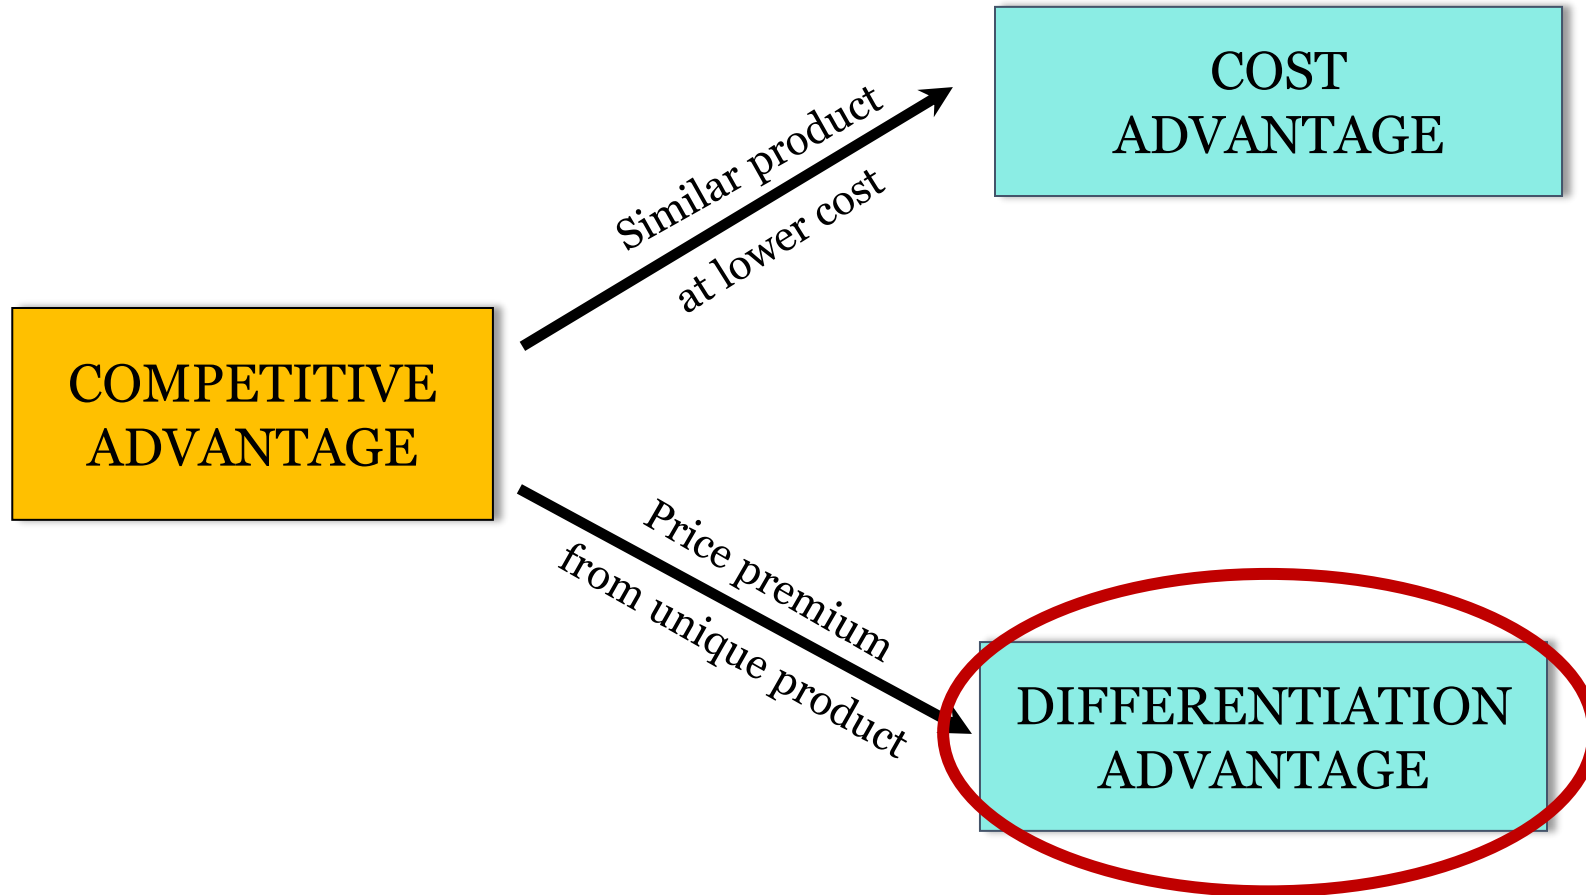 COST
ADVANTAGE
Similar product
at lower cost
COMPETITIVE
ADVANTAGE
Price premium
from unique product
DIFFERENTIATION
ADVANTAGE